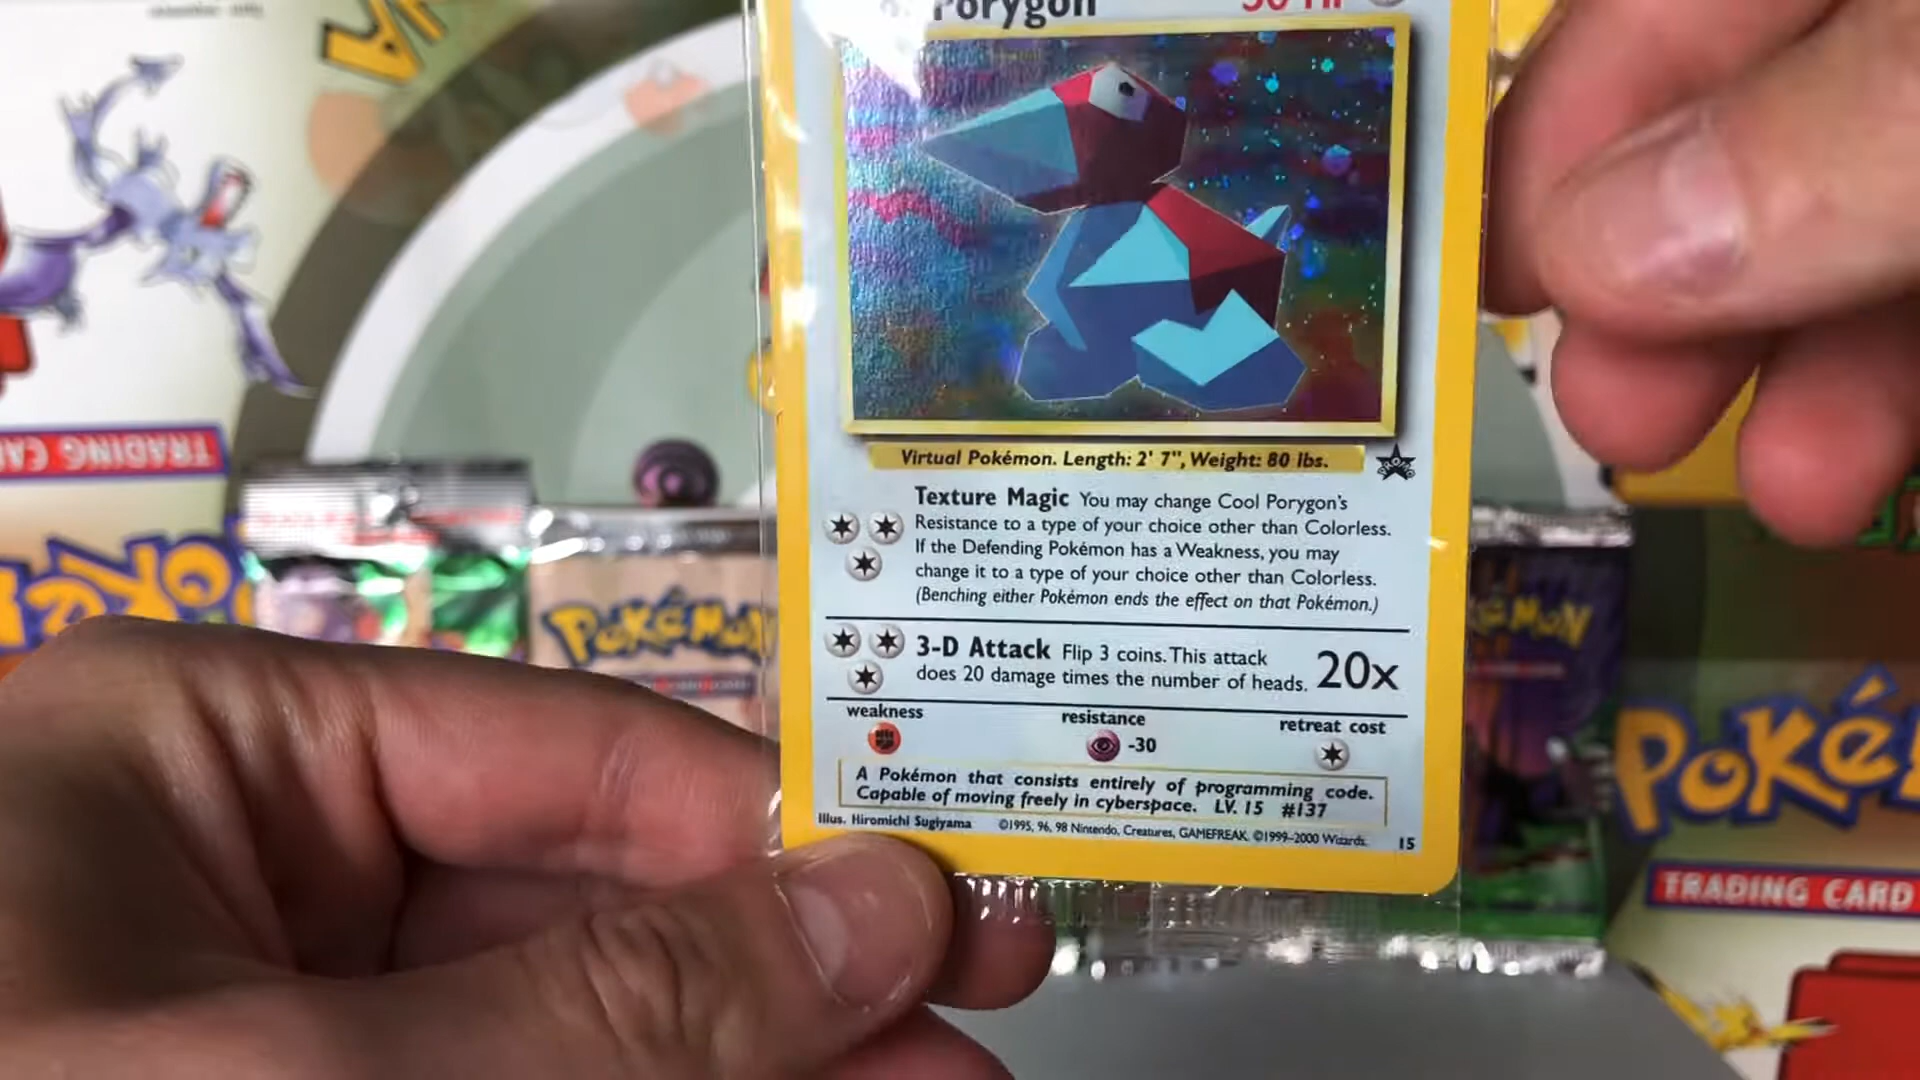 Porygon
Virtual Pokémon. Length: 2' 7", Weight: 80 lbs.
PROMO
Texture Magic You may change Cool Porygon's
Resistance to a type of your choice other than Colorless.
If the Defending Pokémon has a Weakness, you may
change it to a type of your choice other than Colorless.
(Benching either Pokémon ends the effect on that Pokémon.)
3-D Attack Flip 3 coins. This attack
does 20 damage times the number of heads. 20x
weakness resistance retreat cost
-30
A Pokémon that consists entirely of programming code.
Capable of moving freely in cyberspace. LV. 15 #137
Illus. Hiromichi Sugiyama ©1995, 96, 98 Nintendo, Creatures, GAMEFREAK. ©1999-2000 Wizards. 15
TRADING CA
POKÉMON
POKÉ
TRADING CARD